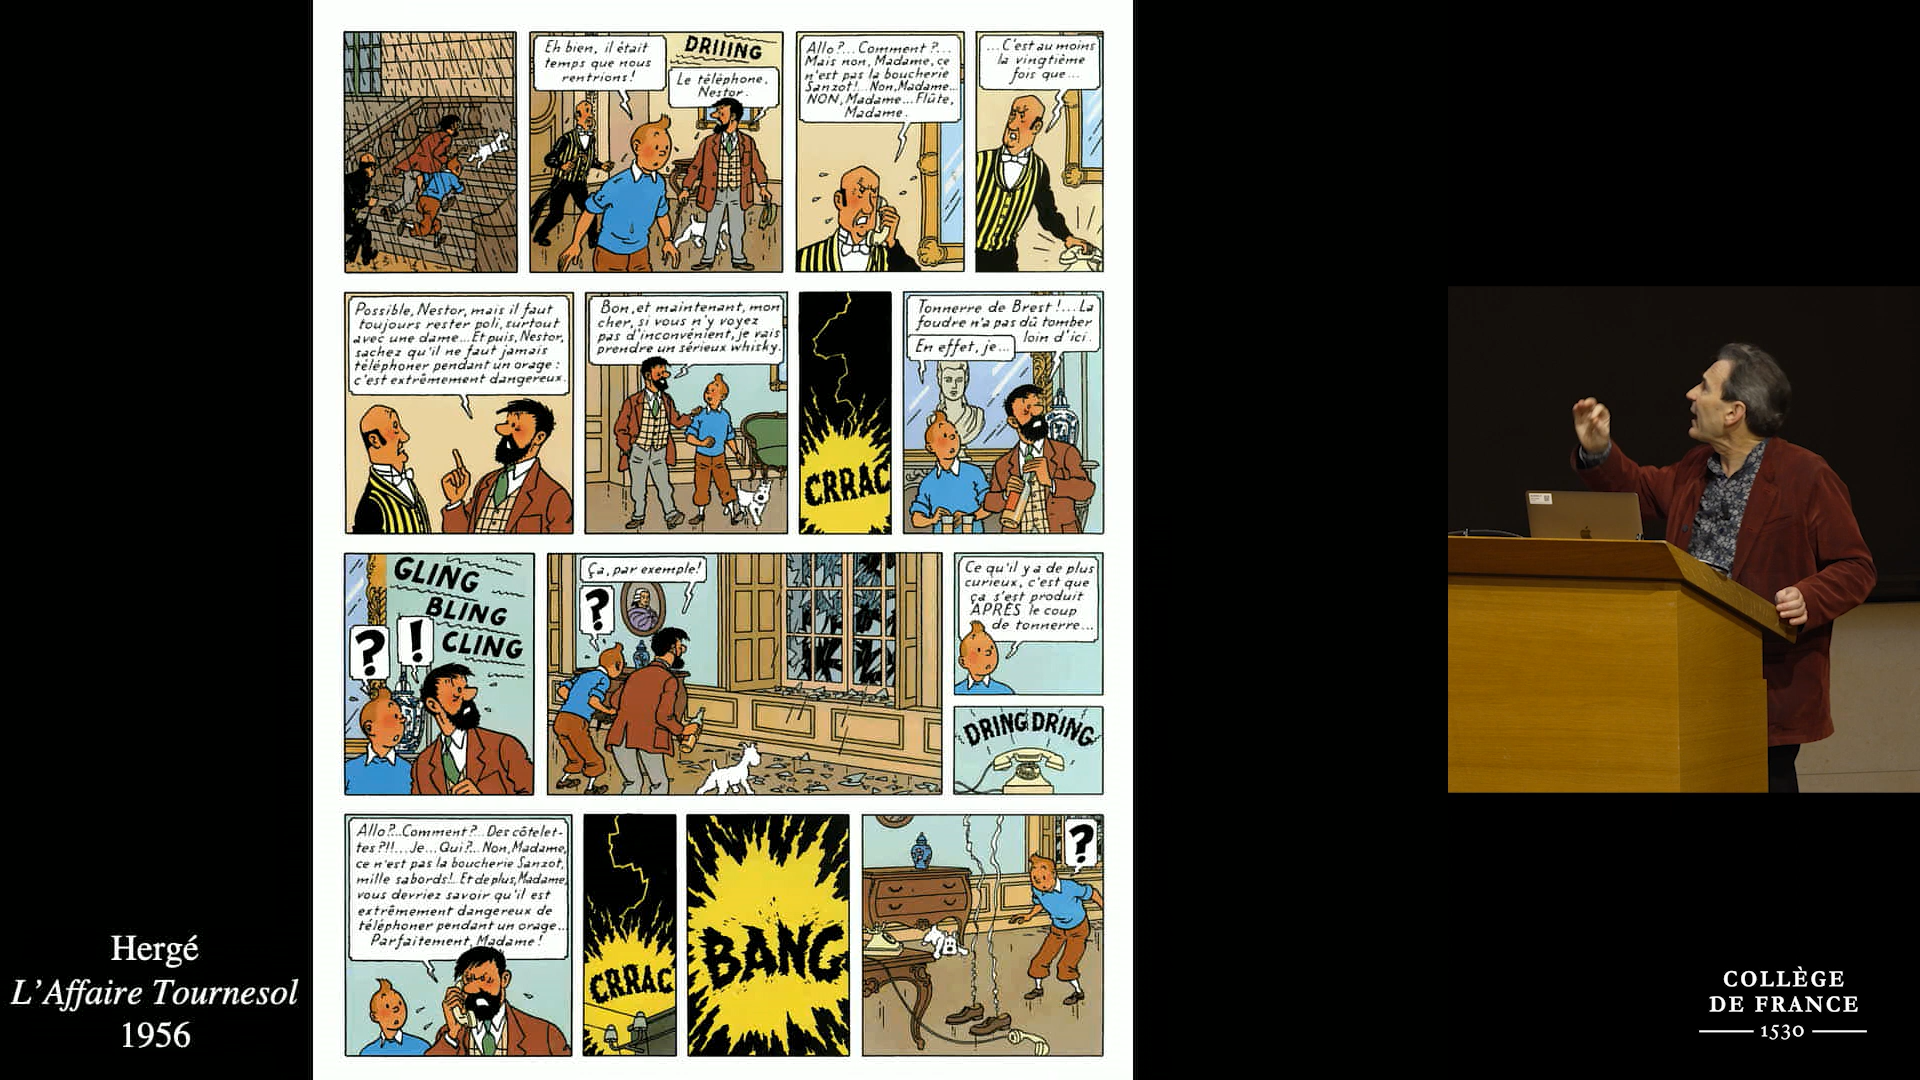 Eh bien, il était
temps que nous
rentrions!
DRIIING
Le téléphone,
Nestor.
Allo?...Comment?...
Mais non, Madame, ce
n'est pas la boucherie
Sanzot!...Non, Madame...
NON, Madame...Flûte,
Madame.
...C'est au moins
la vingtième
fois que...
Possible, Nestor, mais il faut
toujours rester poli, surtout
avec une dame...Et puis, Nestor,
sachez qu'il ne faut jamais
téléphoner pendant un orage:
c'est extrêmement dangereux.
Bon, et maintenant, mon
cher, si vous n'y voyez
pas d'inconvénient, je vais
prendre un sérieux whisky.
CRRAC
Tonnerre de Brest!...La
foudre n'a pas dû tomber
loin d'ici.
En effet, je...
GLING
BLING
CLING
?
!
Ça, par exemple!
?
Ce qu'il y a de plus
curieux, c'est que
ça s'est produit
APRÈS le coup
de tonnerre...
DRING DRING
Allo?...Comment?...Des côtelet-
tes?!!...Je...Qui?...Non, Madame,
ce n'est pas la boucherie Sanzot,
mille sabords!...Et de plus, Madame,
vous devriez savoir qu'il est
extrêmement dangereux de
téléphoner pendant un orage...
Parfaitement, Madame!
CRRAC
BANG
?
Hergé
L'Affaire Tournesol
1956
COLLÈGE
DE FRANCE
1530